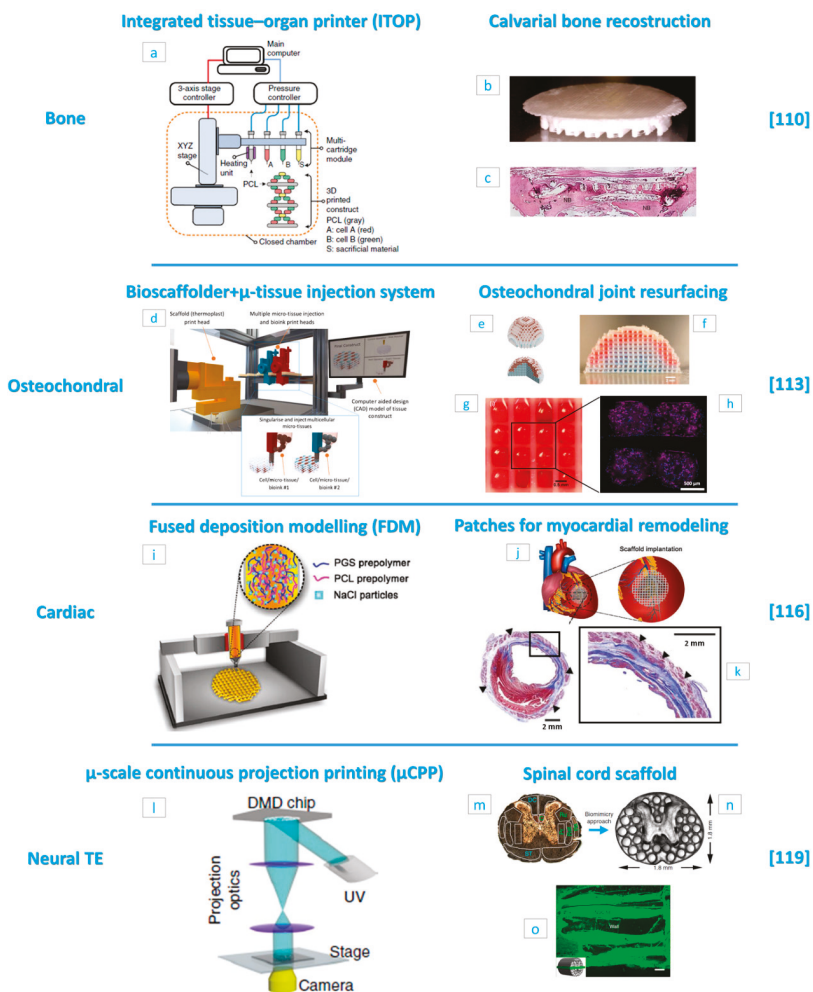 Integrated tissue–organ printer (ITOP)
Calvarial bone recostruction
a
Main
computer
3-axis stage
controller
Pressure
controller
Bone
XYZ
stage
Heating
unit
A
B
S
Multi-
cartridge
module
PCL
3D
printed
construct
PCL (gray)
A: cell A (red)
B: cell B (green)
S: sacrificial material
Closed chamber
b
c
NB
NB
[110]
Bioscaffolder+μ-tissue injection system
Osteochondral joint resurfacing
d
Scaffold (thermoplast)
print head
Multiple micro-tissue injection
and bioink print heads
Computer aided design
(CAD) model of tissue
construct
Singularise and inject multicellular
micro-tissues
Cell/micro-tissue/
bioink #1
Cell/micro-tissue/
bioink #2
Osteochondral
e
f
g
h
500 μm
[113]
Fused deposition modelling (FDM)
Patches for myocardial remodeling
i
PGS prepolymer
PCL prepolymer
NaCl particles
Cardiac
j
Scaffold implantation
2 mm
k
2 mm
[116]
μ-scale continuous projection printing (μCPP)
Spinal cord scaffold
l
DMD chip
Projection
optics
UV
Stage
Camera
Neural TE
m
Biomimicry
approach
n
1.8 mm
1.8 mm
o
Wall
[119]